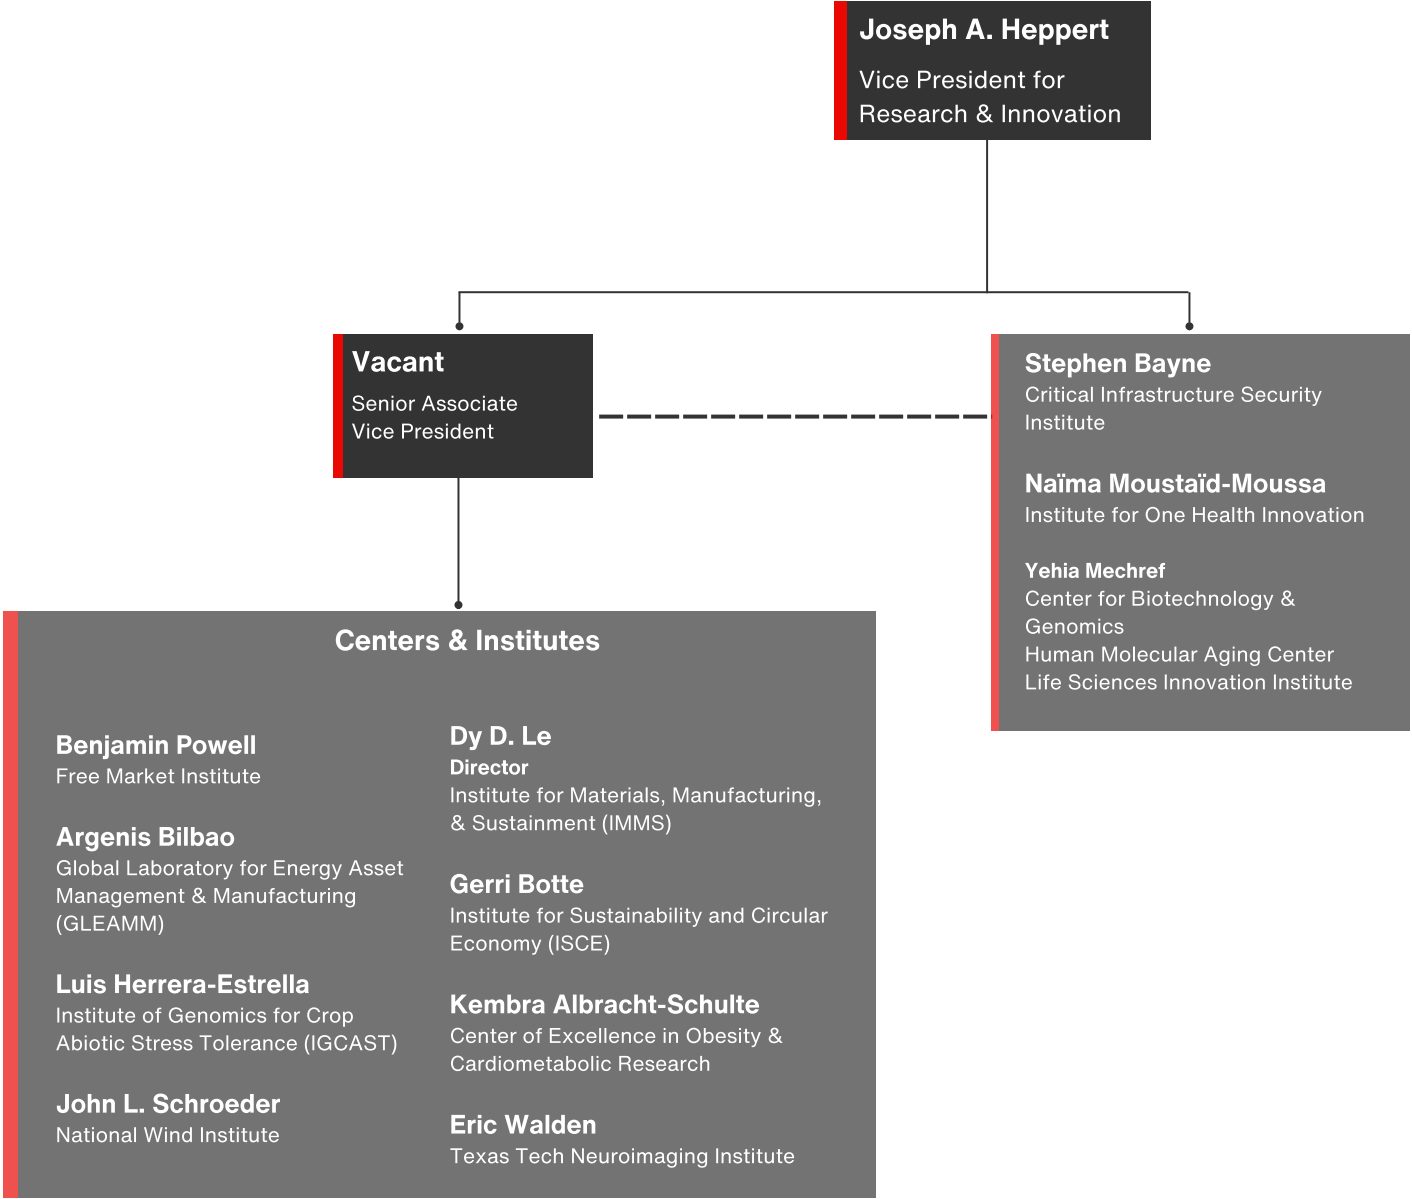 Joseph A. Heppert
Vice President for
Research & Innovation
Vacant
Senior Associate
Vice President
Stephen Bayne
Critical Infrastructure Security
Institute
Naïma Moustaïd-Moussa
Institute for One Health Innovation
Yehia Mechref
Center for Biotechnology &
Genomics
Human Molecular Aging Center
Life Sciences Innovation Institute
Centers & Institutes
Benjamin Powell
Free Market Institute
Argenis Bilbao
Global Laboratory for Energy Asset
Management & Manufacturing
(GLEAMM)
Luis Herrera-Estrella
Institute of Genomics for Crop
Abiotic Stress Tolerance (IGCAST)
John L. Schroeder
National Wind Institute
Dy D. Le
Director
Institute for Materials, Manufacturing,
& Sustainment (IMMS)
Gerri Botte
Institute for Sustainability and Circular
Economy (ISCE)
Kembra Albracht-Schulte
Center of Excellence in Obesity &
Cardiometabolic Research
Eric Walden
Texas Tech Neuroimaging Institute